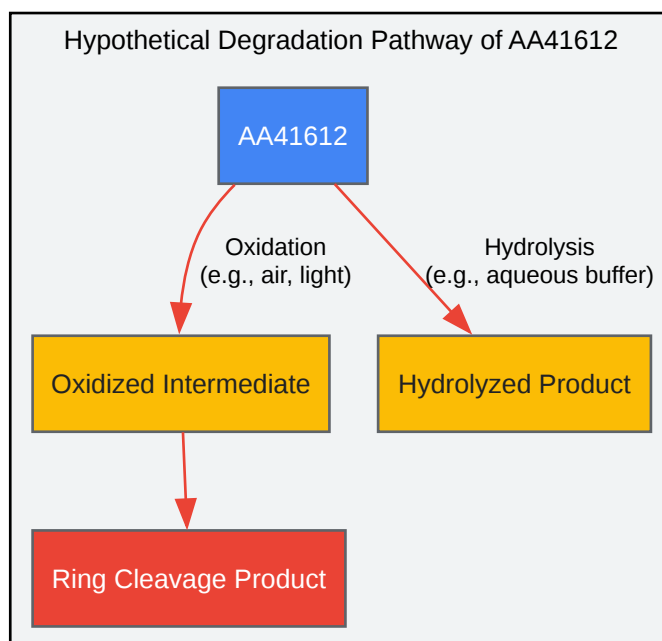 Hypothetical Degradation Pathway of AA41612
AA41612
Oxidation
(e.g., air, light)
Hydrolysis
(e.g., aqueous buffer)
Oxidized Intermediate
Hydrolyzed Product
Ring Cleavage Product